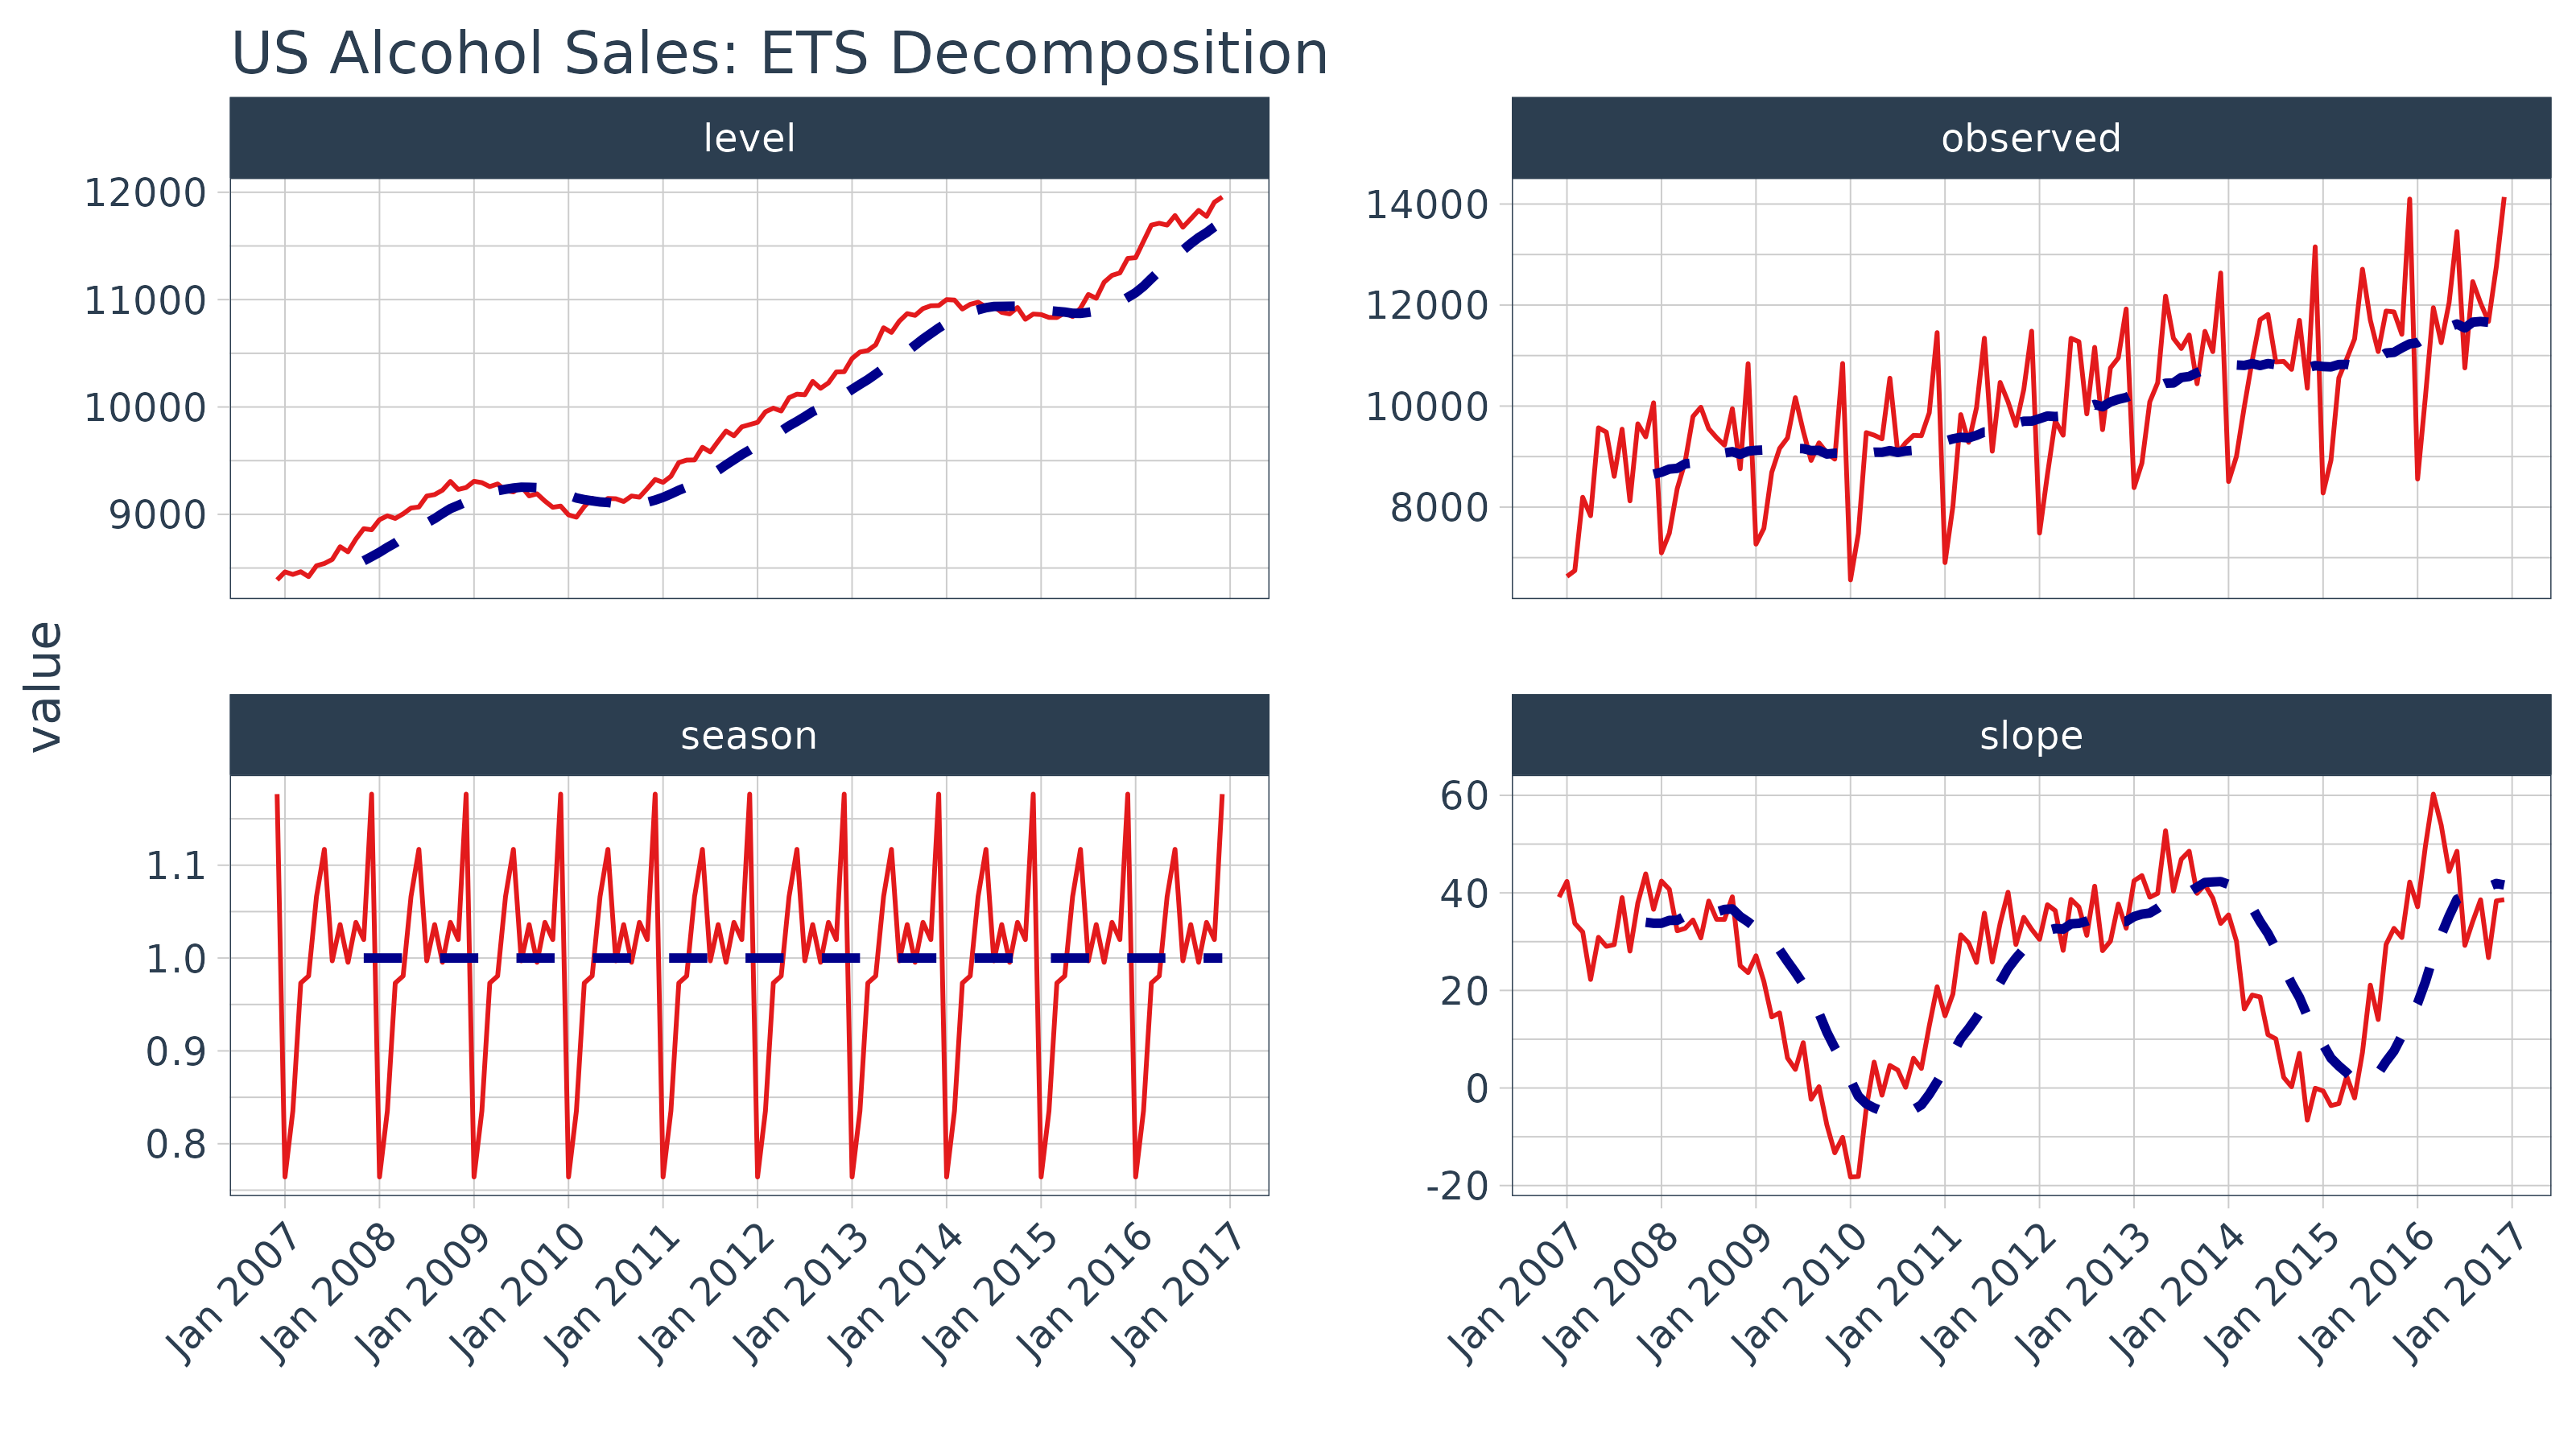 US Alcohol Sales: ETS Decomposition
level
observed
12000
11000
10000
9000
14000
12000
10000
8000
value
season
slope
1.1
1.0
0.9
0.8
60
40
20
0
-20
Jan 2007
Jan 2008
Jan 2009
Jan 2010
Jan 2011
Jan 2012
Jan 2013
Jan 2014
Jan 2015
Jan 2016
Jan 2017
Jan 2007
Jan 2008
Jan 2009
Jan 2010
Jan 2011
Jan 2012
Jan 2013
Jan 2014
Jan 2015
Jan 2016
Jan 2017